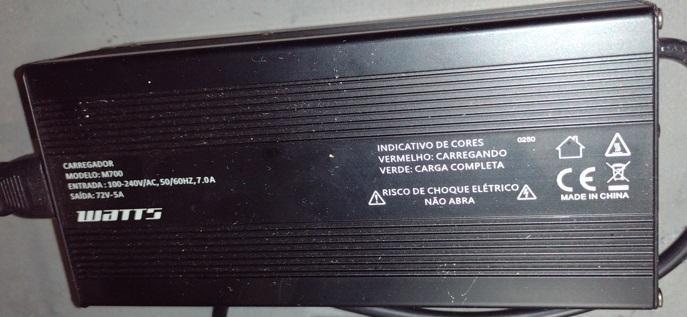 CARREGADOR
MODELO: M700
ENTRADA : 100-240V/AC, 50/60HZ,7.0A
SAÍDA: 72V-5A
WATTS
INDICATIVO DE CORES
VERMELHO: CARREGANDO
VERDE: CARGA COMPLETA
RISCO DE CHOQUE ELÉTRICO
NÃO ABRA
0280
CE
MADE IN CHINA